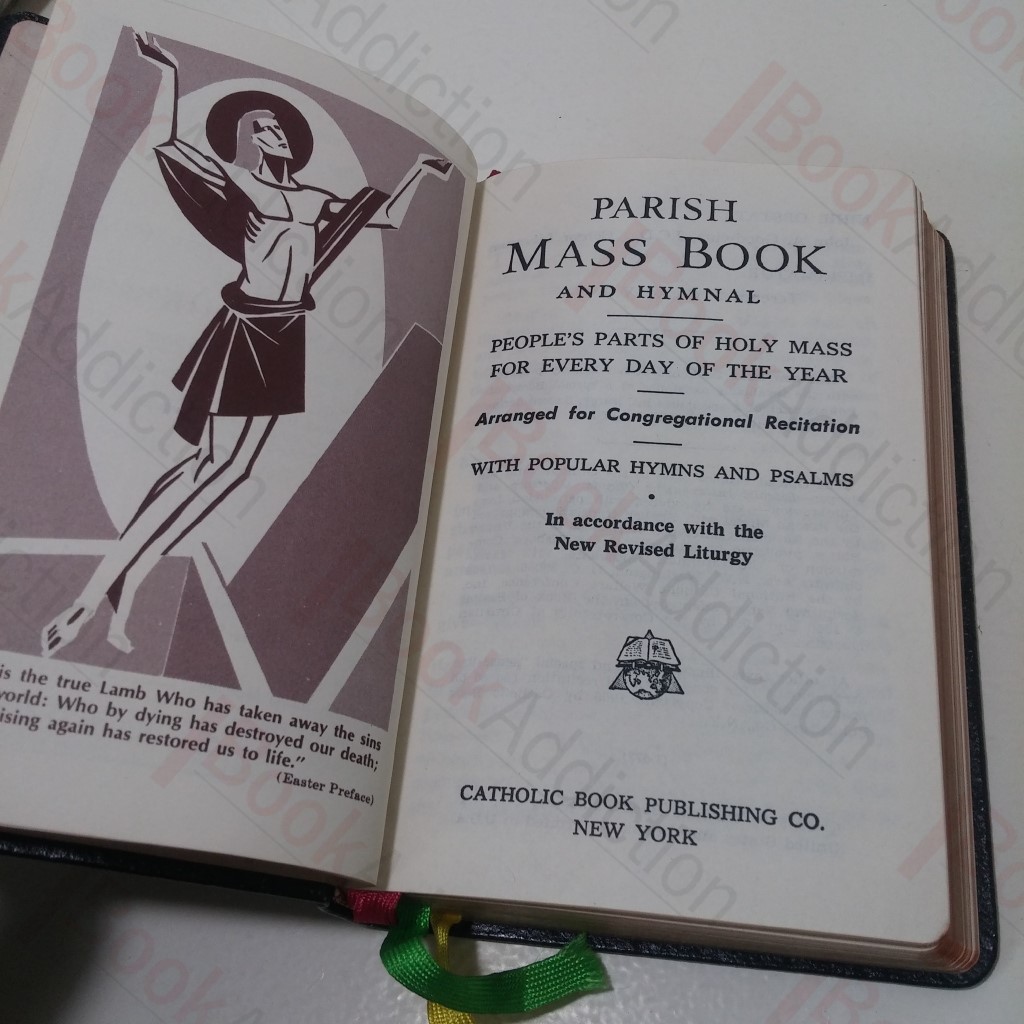 is the true Lamb Who has taken away the sins
world: Who by dying has destroyed our death;
ising again has restored us to life."
(Easter Preface)
PARISH
MASS BOOK
AND HYMNAL
PEOPLE'S PARTS OF HOLY MASS
FOR EVERY DAY OF THE YEAR
Arranged for Congregational Recitation
WITH POPULAR HYMNS AND PSALMS
In accordance with the
New Revised Liturgy
CATHOLIC BOOK PUBLISHING CO.
NEW YORK
BookAddiction